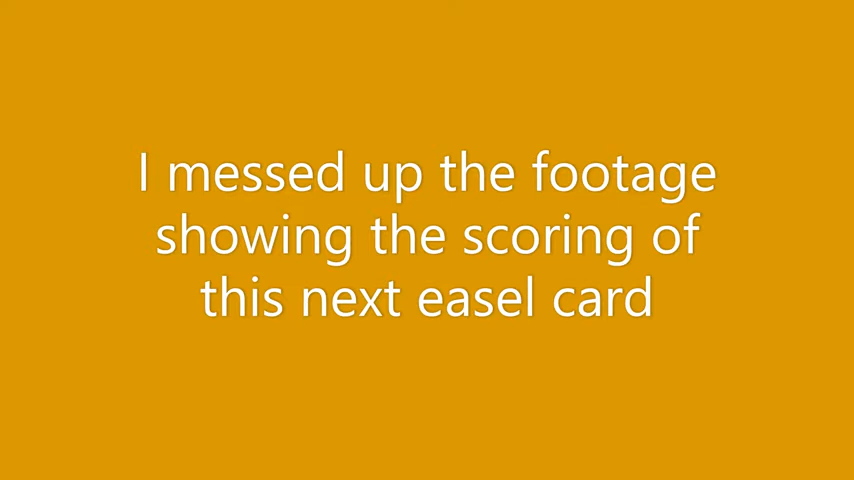 I messed up the footage
showing the scoring of
this next easel card